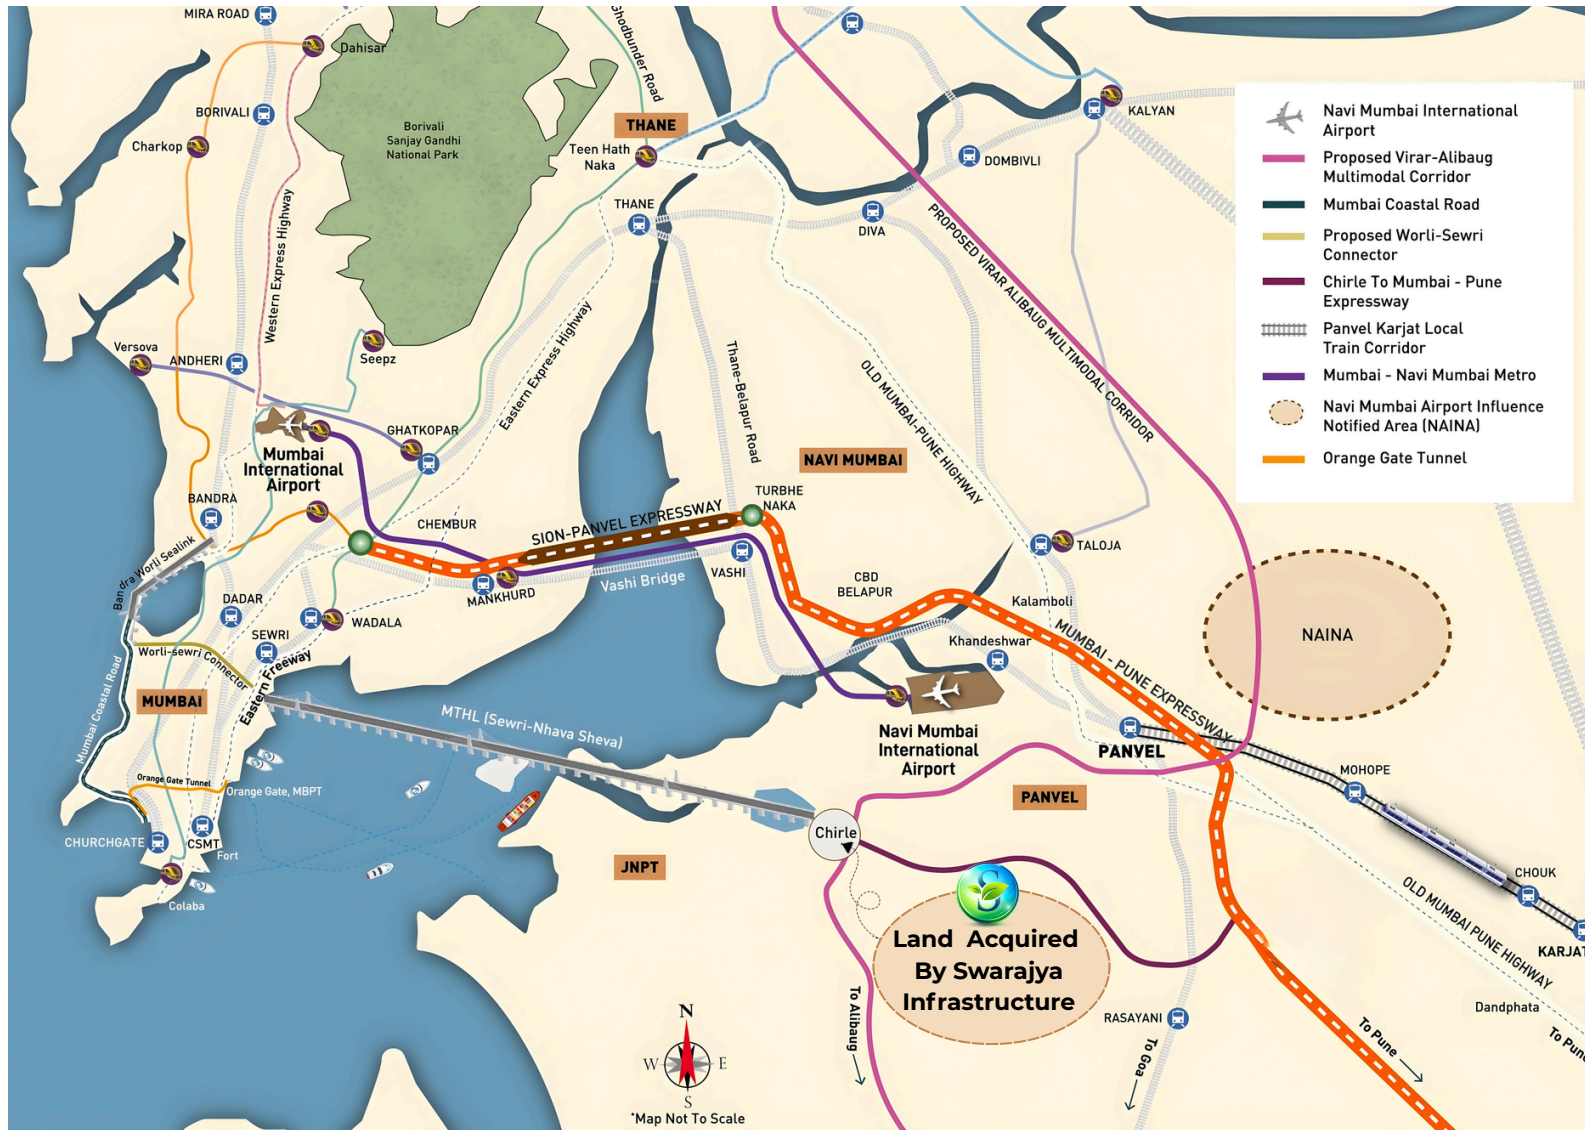 MIRA ROAD
Dahisar
Ghodbunder Road
BORIVALI
Charkop
Borivali
Sanjay Gandhi
National Park
THANE
Teen Hath
Naka
KALYAN
DOMBIVLI
THANE
DIVA
Western Express Highway
Eastern Express Highway
PROPOSED VIRAR ALIBAUG MULTIMODAL CORRIDOR
Versova
ANDHERI
Seepz
Thane-Belapur Road
OLD MUMBAI-PUNE HIGHWAY
GHATKOPAR
Mumbai
International
Airport
NAVI MUMBAI
BANDRA
CHEMBUR
SION-PANVEL EXPRESSWAY
TURBHE
NAKA
TALOJA
Bandra Worli Sealink
MANKHURD
Vashi Bridge
VASHI
CBD
BELAPUR
Kalamboli
DADAR
WADALA
SEWRI
Worli-sewri Connector
Eastern Freeway
Khandeshwar
MUMBAI - PUNE EXPRESSWAY
NAINA
MUMBAI
Mumbai Coastal Road
MTHL (Sewri-Nhava Sheva)
Navi Mumbai
International
Airport
PANVEL
MOHOPE
Orange Gate Tunnel
Orange Gate, MBPT
PANVEL
CHURCHGATE
CSMT
Fort
Chirle
JNPT
CHOUK
Colaba
S
Land Acquired
By Swarajya
Infrastructure
OLD MUMBAI PUNE HIGHWAY
KARJAT
Dandphata
To Alibaug
RASAYANI
To Goa
To Pune
To Pune
N
W E
S
*Map Not To Scale
Navi Mumbai International
Airport
Proposed Virar-Alibaug
Multimodal Corridor
Mumbai Coastal Road
Proposed Worli-Sewri
Connector
Chirle To Mumbai - Pune
Expressway
Panvel Karjat Local
Train Corridor
Mumbai - Navi Mumbai Metro
Navi Mumbai Airport Influence
Notified Area (NAINA)
Orange Gate Tunnel